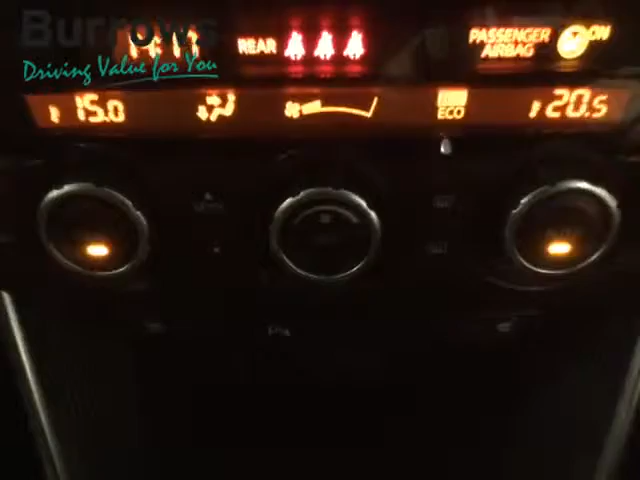 Burrows
Driving Value for You
REAR
PASSENGER
AIRBAG
ON
15.0
ECO
20.5